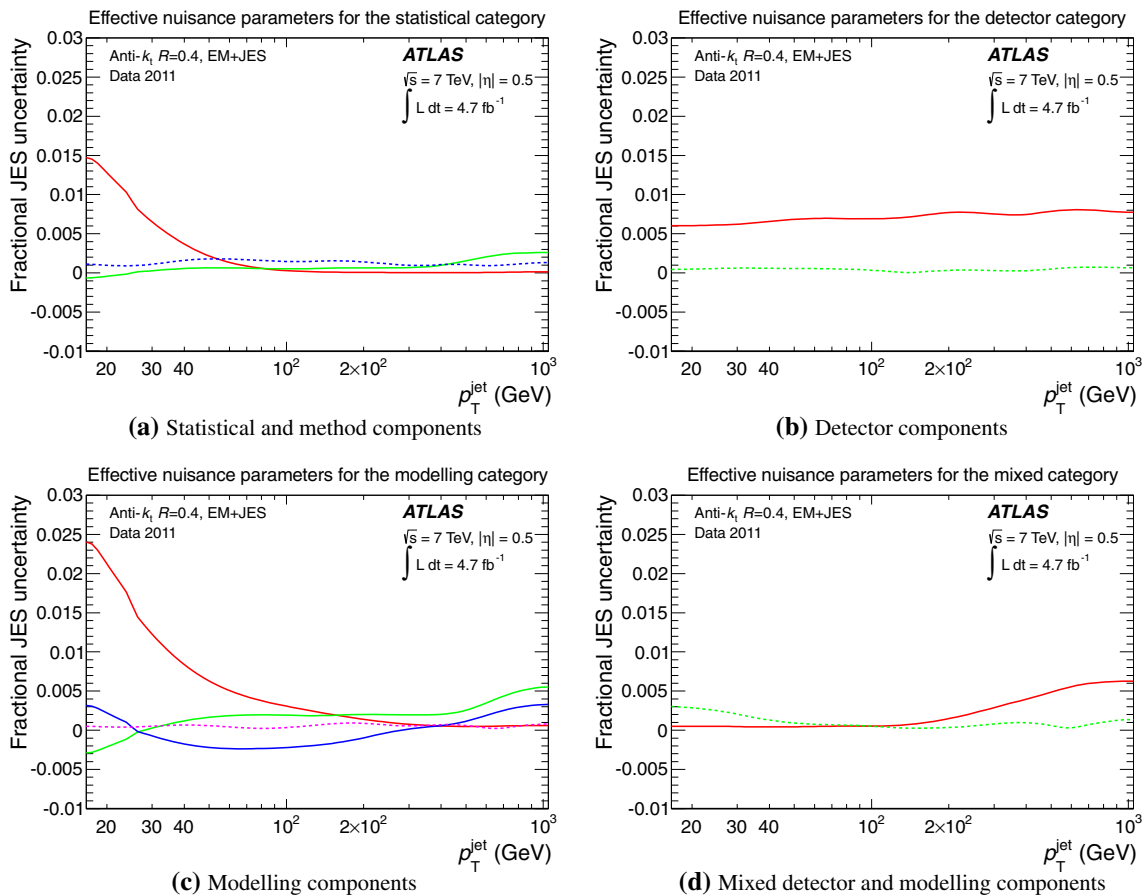 Effective nuisance parameters for the statistical category
Fractional JES uncertainty
0.03
0.025
0.02
0.015
0.01
0.005
0
-0.005
-0.01
Anti-kt R=0.4, EM+JES
Data 2011
ATLAS
√s = 7 TeV, |η| = 0.5
∫ L dt = 4.7 fb⁻¹
20 30 40 10² 2×10² 10³
pT^jet (GeV)
(a) Statistical and method components
Effective nuisance parameters for the detector category
Fractional JES uncertainty
0.03
0.025
0.02
0.015
0.01
0.005
0
-0.005
-0.01
Anti-kt R=0.4, EM+JES
Data 2011
ATLAS
√s = 7 TeV, |η| = 0.5
∫ L dt = 4.7 fb⁻¹
20 30 40 10² 2×10² 10³
pT^jet (GeV)
(b) Detector components
Effective nuisance parameters for the modelling category
Fractional JES uncertainty
0.03
0.025
0.02
0.015
0.01
0.005
0
-0.005
-0.01
Anti-kt R=0.4, EM+JES
Data 2011
ATLAS
√s = 7 TeV, |η| = 0.5
∫ L dt = 4.7 fb⁻¹
20 30 40 10² 2×10² 10³
pT^jet (GeV)
(c) Modelling components
Effective nuisance parameters for the mixed category
Fractional JES uncertainty
0.03
0.025
0.02
0.015
0.01
0.005
0
-0.005
-0.01
Anti-kt R=0.4, EM+JES
Data 2011
ATLAS
√s = 7 TeV, |η| = 0.5
∫ L dt = 4.7 fb⁻¹
20 30 40 10² 2×10² 10³
pT^jet (GeV)
(d) Mixed detector and modelling components